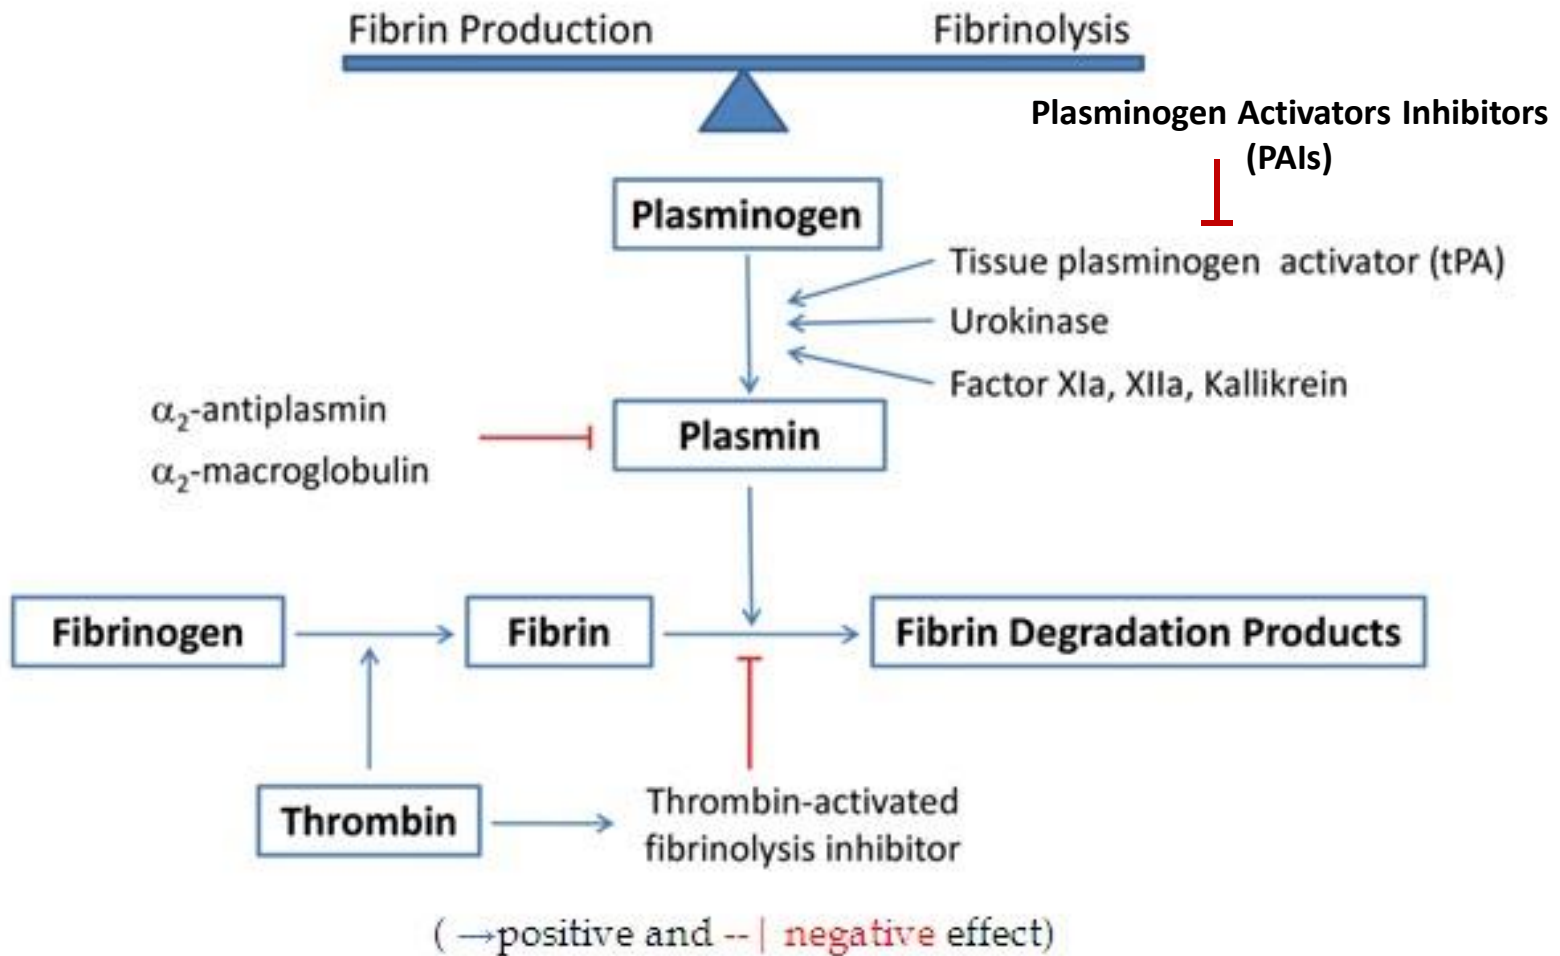 Fibrin Production
Fibrinolysis
Plasminogen Activators Inhibitors
(PAIs)
Plasminogen
Tissue plasminogen activator (tPA)
Urokinase
Factor XIa, XIIa, Kallikrein
α₂-antiplasmin
α₂-macroglobulin
Plasmin
Fibrinogen
Fibrin
Fibrin Degradation Products
Thrombin
Thrombin-activated
fibrinolysis inhibitor
( →positive and --| negative effect)